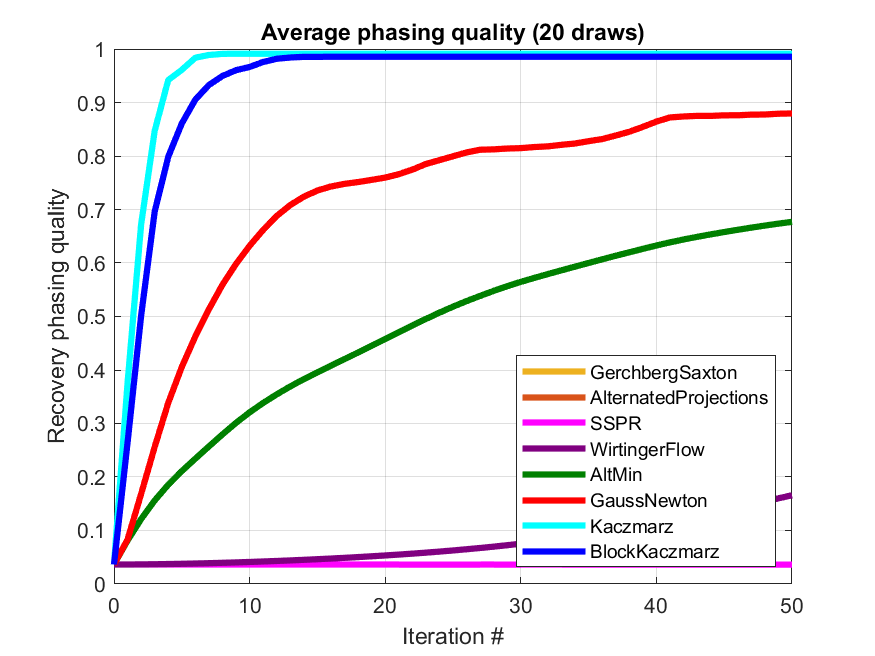 Average phasing quality (20 draws)
Recovery phasing quality
1
0.9
0.8
0.7
0.6
0.5
0.4
0.3
0.2
0.1
0
0 10 20 30 40 50
Iteration #
GerchbergSaxton
AlternatedProjections
SSPR
WirtingerFlow
AltMin
GaussNewton
Kaczmarz
BlockKaczmarz